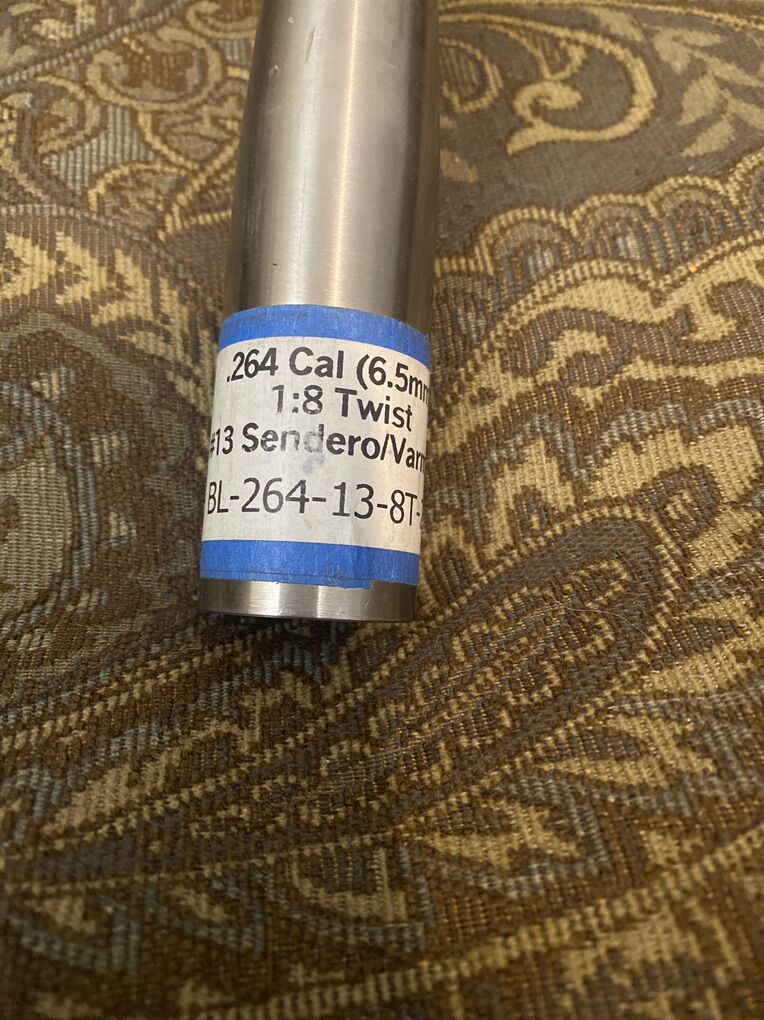 .264 Cal (6.5mm
1:8 Twist
#13 Sendero/Varm
BL-264-13-8T-